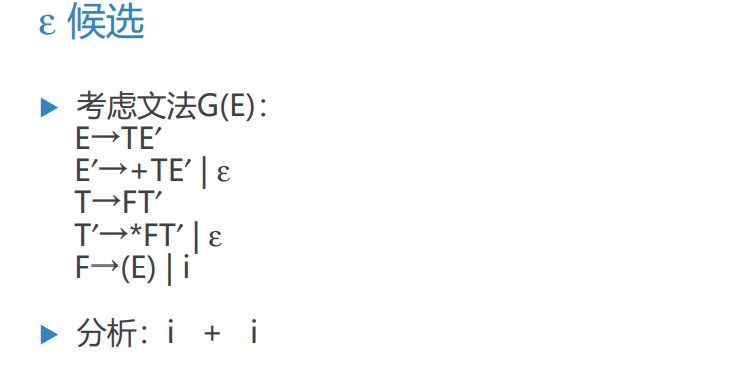 ε 候选
▶ 考虑文法G(E)：
E→TE′
E′→+TE′ | ε
T→FT′
T′→*FT′ | ε
F→(E) | i
▶ 分析：i + i